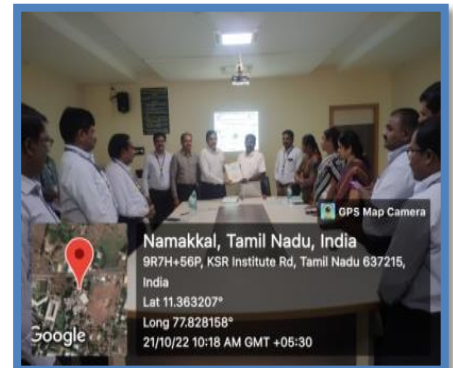 GPS Map Camera
Namakkal, Tamil Nadu, India
9R7H+56P, KSR Institute Rd, Tamil Nadu 637215,
India
Lat 11.363207°
Long 77.828158°
21/10/22 10:18 AM GMT +05:30
Google